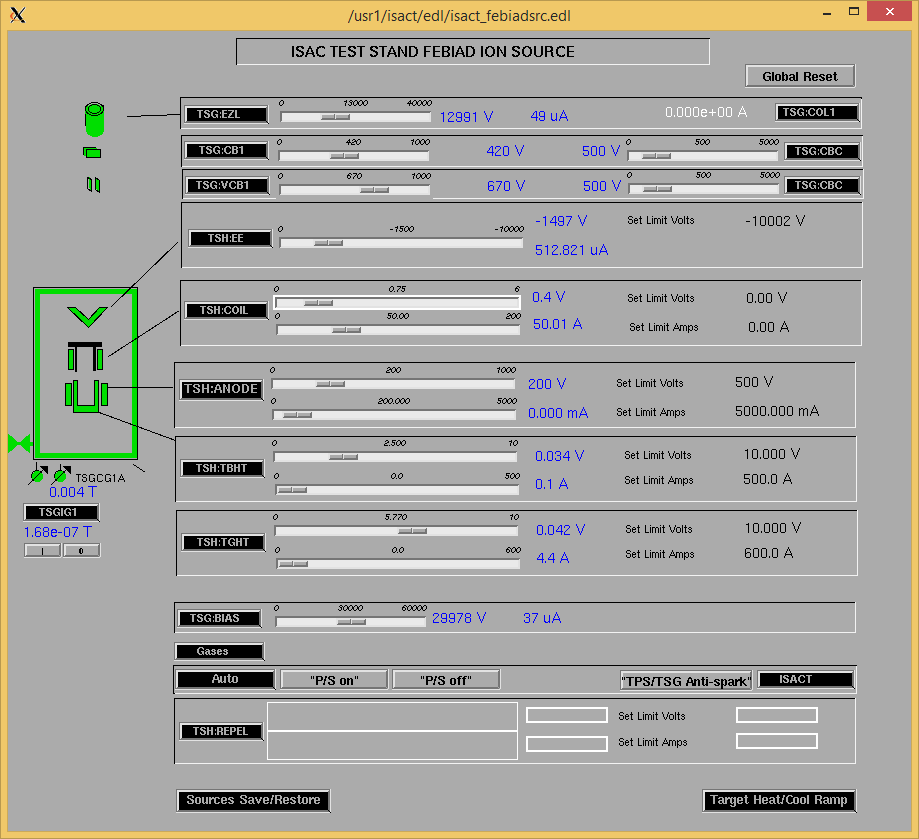 /usr1/isact/edl/isact_febiadsrc.edl
ISAC TEST STAND FEBIAD ION SOURCE
Global Reset
TSG:EZL 0 13000 40000 12991 V 49 uA 0.000e+00 A TSG:COL1
TSG:CB1 0 420 1000 420 V 500 V 0 500 5000 TSG:CBC
TSG:VCB1 0 670 1000 670 V 500 V 0 500 5000 TSG:CBC
TSH:EE 0 -1500 -10000 -1497 V Set Limit Volts -10002 V
512.821 uA
TSH:COIL 0 0.75 6 0.4 V Set Limit Volts 0.00 V
0 50.00 200 50.01 A Set Limit Amps 0.00 A
TSH:ANODE 0 200 1000 200 V Set Limit Volts 500 V
0 200.000 5000 0.000 mA Set Limit Amps 5000.000 mA
TSH:TBHT 0 2.500 10 0.034 V Set Limit Volts 10.000 V
0 0.0 500 0.1 A Set Limit Amps 500.0 A
TSGCG1A
0.004 T
TSGIG1
1.68e-07 T
I 0
TSH:TGHT 0 5.770 10 0.042 V Set Limit Volts 10.000 V
0 0.0 600 4.4 A Set Limit Amps 600.0 A
TSG:BIAS 0 30000 60000 29978 V 37 uA
Gases
Auto "P/S on" "P/S off" "TPS/TSG Anti-spark" ISACT
TSH:REPEL Set Limit Volts
Set Limit Amps
Sources Save/Restore Target Heat/Cool Ramp